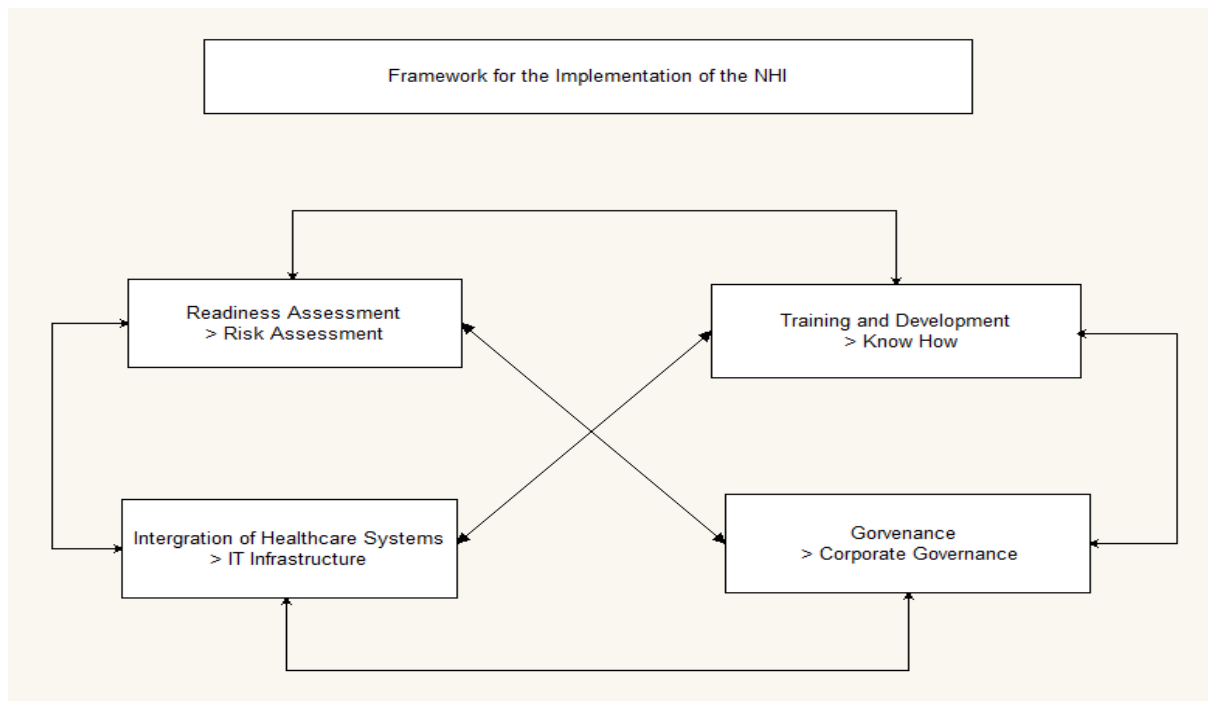 Framework for the Implementation of the NHI
Readiness Assessment
> Risk Assessment
Training and Development
> Know How
Intergration of Healthcare Systems
> IT Infrastructure
Gorvenance
> Corporate Governance